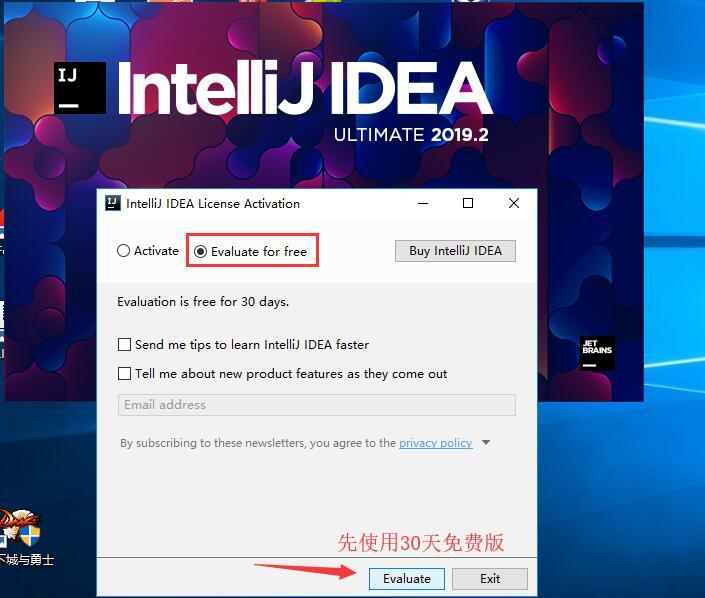 IJ
IntelliJ IDEA
ULTIMATE 2019.2
IJ IntelliJ IDEA License Activation
Activate Evaluate for free Buy IntelliJ IDEA
Evaluation is free for 30 days.
Send me tips to learn IntelliJ IDEA faster
JET
BRAINS
Tell me about new product features as they come out
Email address
By subscribing to these newsletters, you agree to the privacy policy
先使用30天免费版
下城与勇士
Evaluate Exit